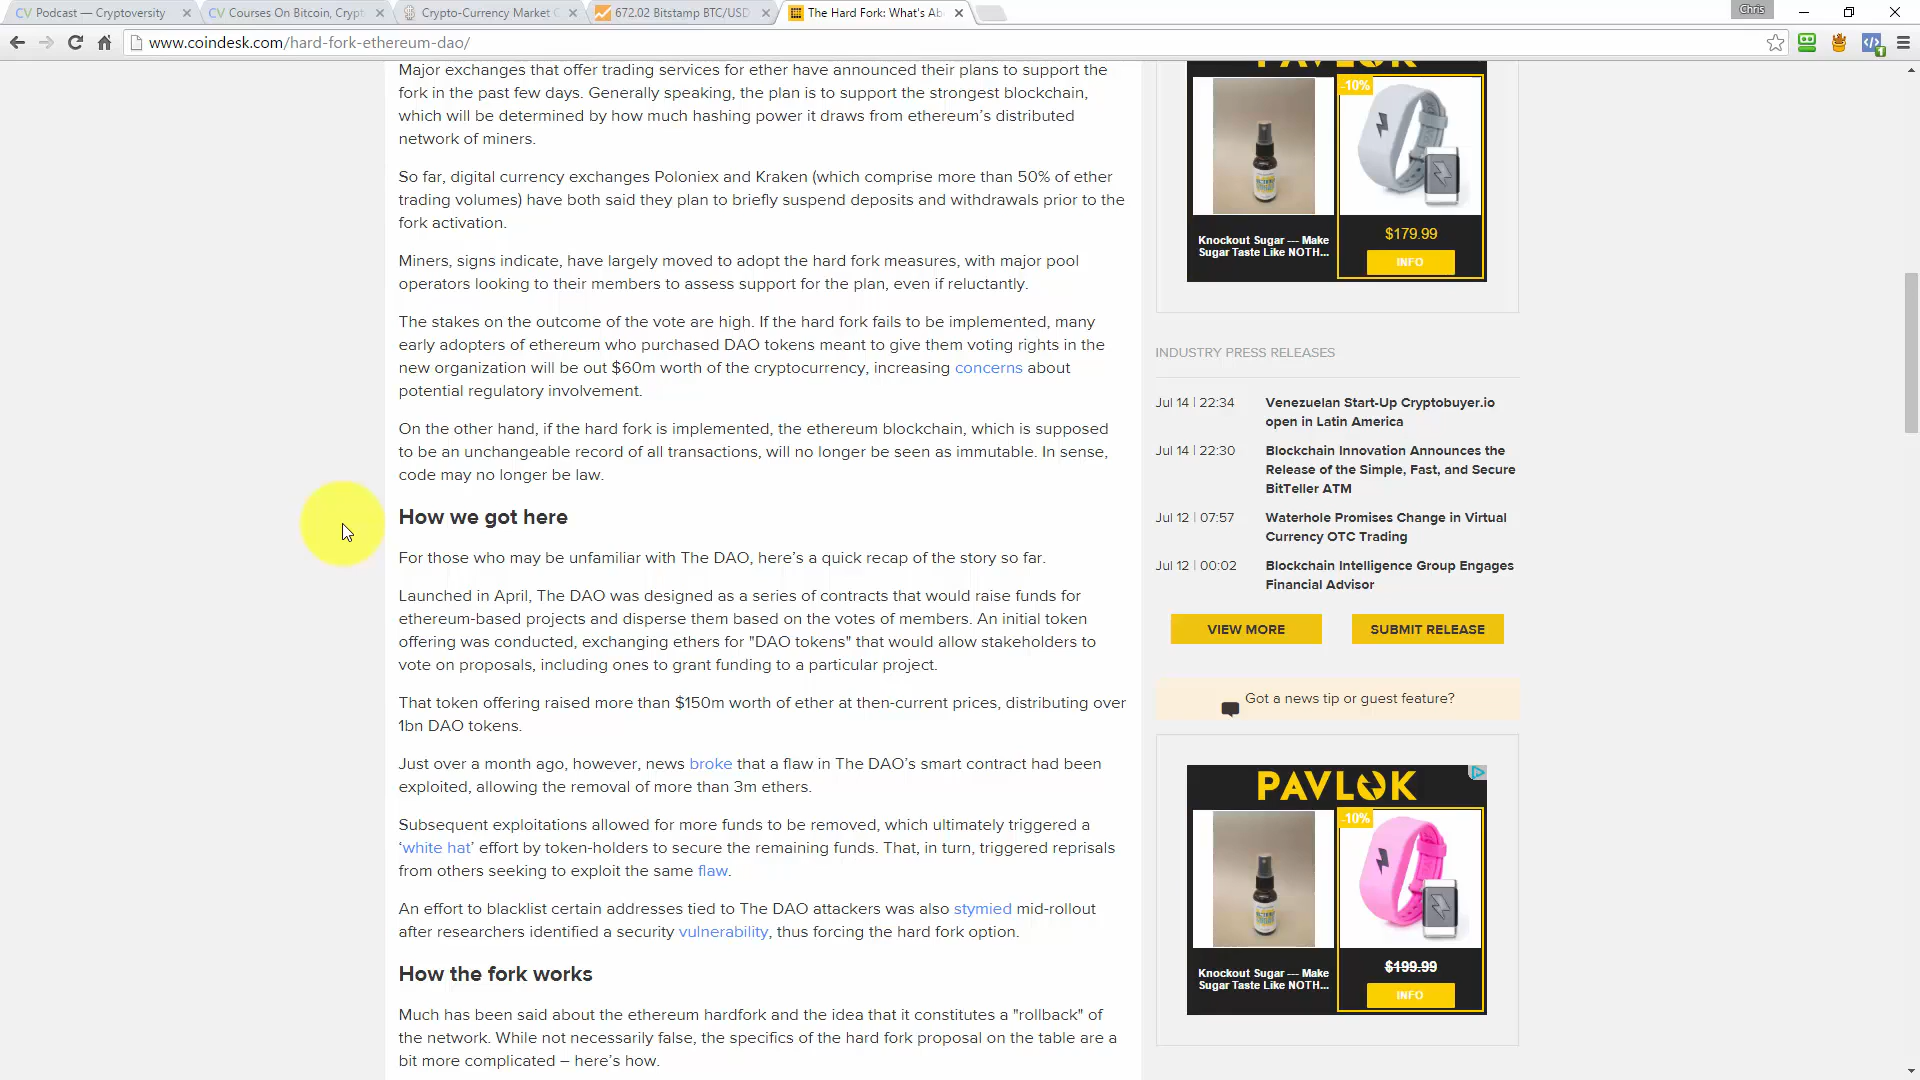 CV Podcast — Cryptoversity
CV Courses On Bitcoin, Crypt
Crypto-Currency Market C
672.02 Bitstamp BTC/USD
The Hard Fork: What's Ab
Chris
www.coindesk.com/hard-fork-ethereum-dao/
Major exchanges that offer trading services for ether have announced their plans to support the
fork in the past few days. Generally speaking, the plan is to support the strongest blockchain,
which will be determined by how much hashing power it draws from ethereum’s distributed
network of miners.
So far, digital currency exchanges Poloniex and Kraken (which comprise more than 50% of ether
trading volumes) have both said they plan to briefly suspend deposits and withdrawals prior to the
fork activation.
Miners, signs indicate, have largely moved to adopt the hard fork measures, with major pool
operators looking to their members to assess support for the plan, even if reluctantly.
The stakes on the outcome of the vote are high. If the hard fork fails to be implemented, many
early adopters of ethereum who purchased DAO tokens meant to give them voting rights in the
new organization will be out $60m worth of the cryptocurrency, increasing concerns about
potential regulatory involvement.
On the other hand, if the hard fork is implemented, the ethereum blockchain, which is supposed
to be an unchangeable record of all transactions, will no longer be seen as immutable. In sense,
code may no longer be law.
How we got here
For those who may be unfamiliar with The DAO, here’s a quick recap of the story so far.
Launched in April, The DAO was designed as a series of contracts that would raise funds for
ethereum-based projects and disperse them based on the votes of members. An initial token
offering was conducted, exchanging ethers for "DAO tokens" that would allow stakeholders to
vote on proposals, including ones to grant funding to a particular project.
That token offering raised more than $150m worth of ether at then-current prices, distributing over
1bn DAO tokens.
Just over a month ago, however, news broke that a flaw in The DAO’s smart contract had been
exploited, allowing the removal of more than 3m ethers.
Subsequent exploitations allowed for more funds to be removed, which ultimately triggered a
‘white hat’ effort by token-holders to secure the remaining funds. That, in turn, triggered reprisals
from others seeking to exploit the same flaw.
An effort to blacklist certain addresses tied to The DAO attackers was also stymied mid-rollout
after researchers identified a security vulnerability, thus forcing the hard fork option.
How the fork works
Much has been said about the ethereum hardfork and the idea that it constitutes a "rollback" of
the network. While not necessarily false, the specifics of the hard fork proposal on the table are a
bit more complicated – here’s how.
PAVLOK
-10%
Knockout Sugar --- Make
Sugar Taste Like NOTH...
$179.99
INFO
INDUSTRY PRESS RELEASES
Jul 14 | 22:34 Venezuelan Start-Up Cryptobuyer.io
open in Latin America
Jul 14 | 22:30 Blockchain Innovation Announces the
Release of the Simple, Fast, and Secure
BitTeller ATM
Jul 12 | 07:57 Waterhole Promises Change in Virtual
Currency OTC Trading
Jul 12 | 00:02 Blockchain Intelligence Group Engages
Financial Advisor
VIEW MORE SUBMIT RELEASE
Got a news tip or guest feature?
PAVLOK
-10%
Knockout Sugar --- Make
Sugar Taste Like NOTH...
$199.99
INFO